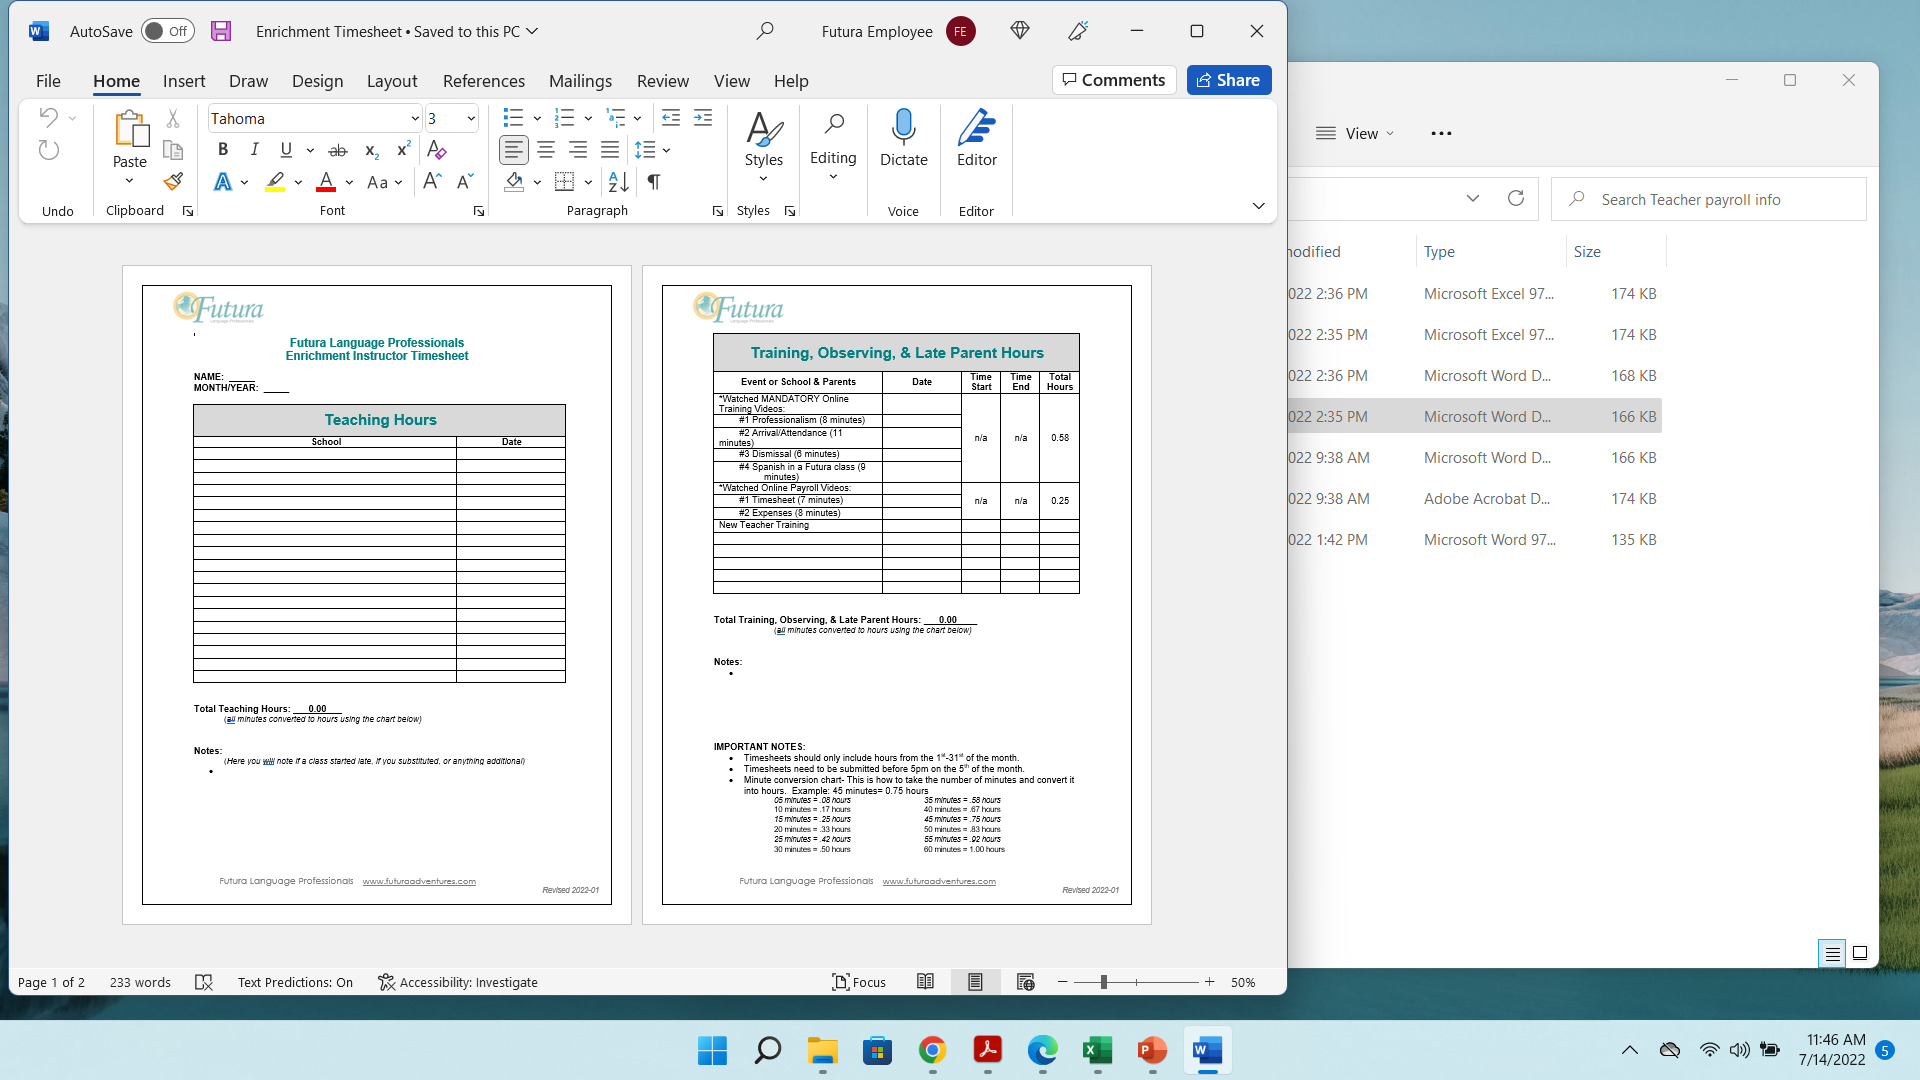 AutoSave Off Enrichment Timesheet • Saved to this PC Futura Employee FE
File Home Insert Draw Design Layout References Mailings Review View Help Comments Share
Tahoma 3
Paste Styles Editing Dictate Editor
Undo Clipboard Font Paragraph Styles Voice Editor
View
Search Teacher payroll info
odified Type Size
022 2:36 PM Microsoft Excel 97... 174 KB
022 2:35 PM Microsoft Excel 97... 174 KB
022 2:36 PM Microsoft Word D... 168 KB
022 2:35 PM Microsoft Word D... 166 KB
022 9:38 AM Microsoft Word D... 166 KB
022 9:38 AM Adobe Acrobat D... 174 KB
022 1:42 PM Microsoft Word 97... 135 KB
Futura
Language Professionals
Futura Language Professionals
Enrichment Instructor Timesheet
NAME: _____
MONTH/YEAR: _____
Teaching Hours
School Date
Total Teaching Hours: 0.00
(all minutes converted to hours using the chart below)
Notes:
(Here you will note if a class started late, if you substituted, or anything additional)
•
Futura Language Professionals www.futuraadventures.com
Revised 2022-01
Futura
Language Professionals
Training, Observing, & Late Parent Hours
Event or School & Parents Date Time Start Time End Total Hours
*Watched MANDATORY Online
Training Videos:
#1 Professionalism (8 minutes)
#2 Arrival/Attendance (11
minutes)
n/a n/a 0.58
#3 Dismissal (6 minutes)
#4 Spanish in a Futura class (9
minutes)
*Watched Online Payroll Videos:
#1 Timesheet (7 minutes) n/a n/a 0.25
#2 Expenses (8 minutes)
New Teacher Training
Total Training, Observing, & Late Parent Hours: 0.00
(all minutes converted to hours using the chart below)
Notes:
•
IMPORTANT NOTES:
• Timesheets should only include hours from the 1st-31st of the month.
• Timesheets need to be submitted before 5pm on the 5th of the month.
• Minute conversion chart- This is how to take the number of minutes and convert it
into hours. Example: 45 minutes= 0.75 hours
05 minutes = .08 hours 35 minutes = .58 hours
10 minutes = .17 hours 40 minutes = .67 hours
15 minutes = .25 hours 45 minutes = .75 hours
20 minutes = .33 hours 50 minutes = .83 hours
25 minutes = .42 hours 55 minutes = .92 hours
30 minutes = .50 hours 60 minutes = 1.00 hours
Futura Language Professionals www.futuraadventures.com
Revised 2022-01
Page 1 of 2 233 words Text Predictions: On Accessibility: Investigate Focus 50%
11:46 AM
7/14/2022 5